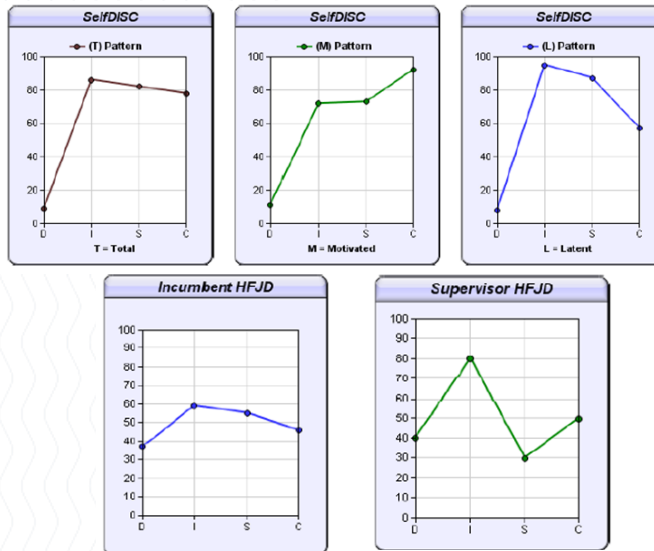 SelfDISC
(T) Pattern
100
80
60
40
20
0
D I S C
T = Total
SelfDISC
(M) Pattern
100
80
60
40
20
0
D I S C
M = Motivated
SelfDISC
(L) Pattern
100
80
60
40
20
0
D I S C
L = Latent
Incumbent HFJD
100
90
80
70
60
50
40
30
20
10
0
D I S C
Supervisor HFJD
100
90
80
70
60
50
40
30
20
10
0
D I S C